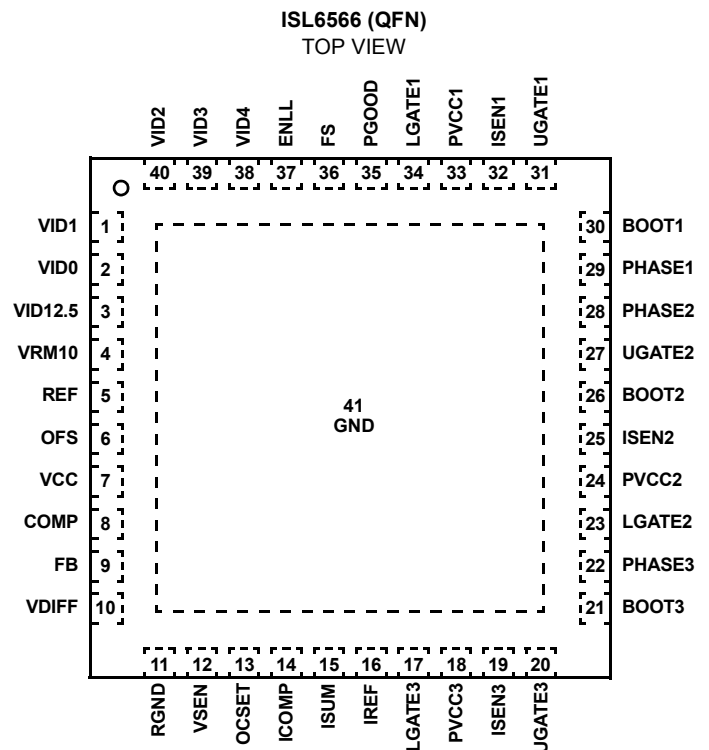 ISL6566 (QFN)
TOP VIEW
VID2
VID3
VID4
ENLL
FS
PGOOD
LGATE1
PVCC1
ISEN1
UGATE1
40 39 38 37 36 35 34 33 32 31
VID1 1
VID0 2
VID12.5 3
VRM10 4
REF 5
OFS 6
VCC 7
COMP 8
FB 9
VDIFF 10
41
GND
30 BOOT1
29 PHASE1
28 PHASE2
27 UGATE2
26 BOOT2
25 ISEN2
24 PVCC2
23 LGATE2
22 PHASE3
21 BOOT3
11 12 13 14 15 16 17 18 19 20
RGND
VSEN
OCSET
ICOMP
ISUM
IREF
LGATE3
PVCC3
ISEN3
UGATE3